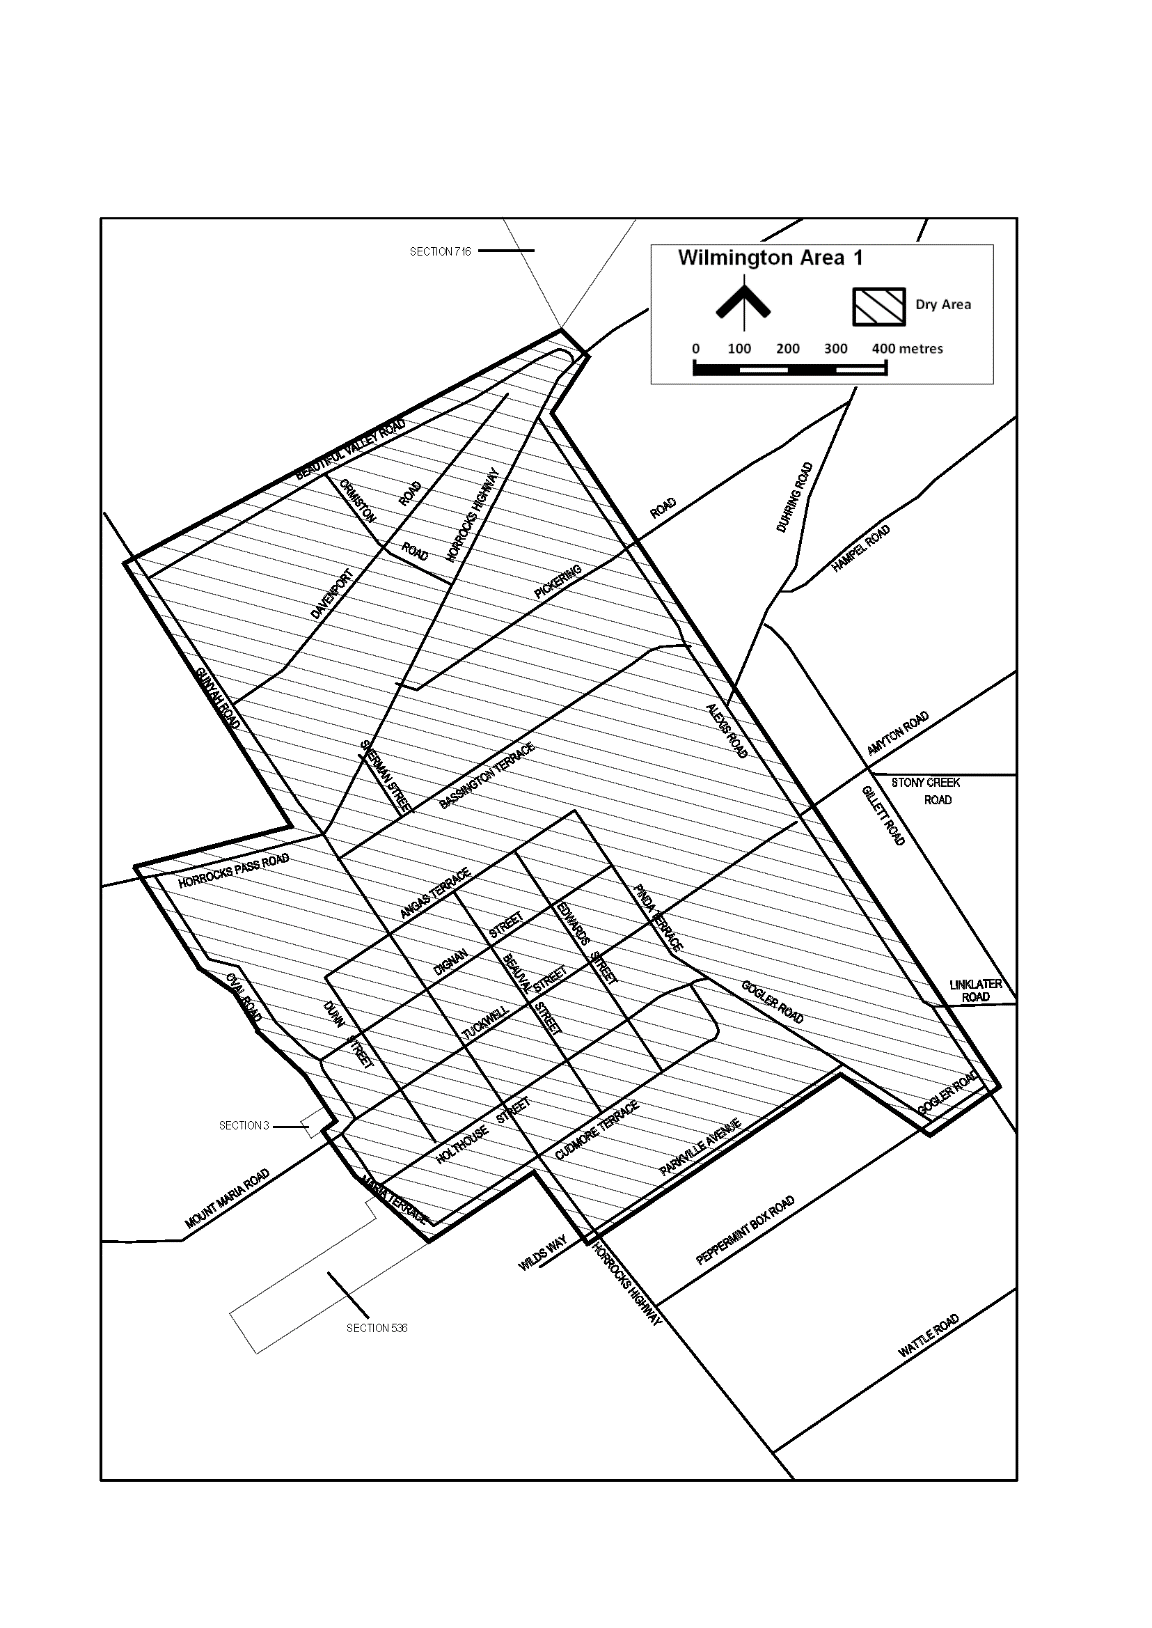 SECTION 716
Wilmington Area 1
Dry Area
0 100 200 300 400 metres
BEAUTIFUL VALLEY ROAD
ORMISTON
ROAD
ROAD
HORROCKS HIGHWAY
DAVENPORT
ROAD
PICKERING
DUHRING ROAD
HAMPEL ROAD
GUNYAH ROAD
ALEXIS ROAD
AMYTON ROAD
SHERMAN STREET
BASSINGTON TERRACE
STONY CREEK
ROAD
GILLETT ROAD
HORROCKS PASS ROAD
ANGAS TERRACE
PINDA TERRACE
DIGNAN
STREET
EDWARDS
STREET
BEAUVAL
STREET
OVAL ROAD
DUNN
STREET
TUCKWELL
STREET
GOGLER ROAD
LINKLATER
ROAD
GOGLER ROAD
SECTION 3
HOLTHOUSE
STREET
CUDMORE TERRACE
PARKVILLE AVENUE
MOUNT MARIA ROAD
MARIA TERRACE
WILDS WAY
HORROCKS HIGHWAY
PEPPERMINT BOX ROAD
SECTION 536
WATTLE ROAD